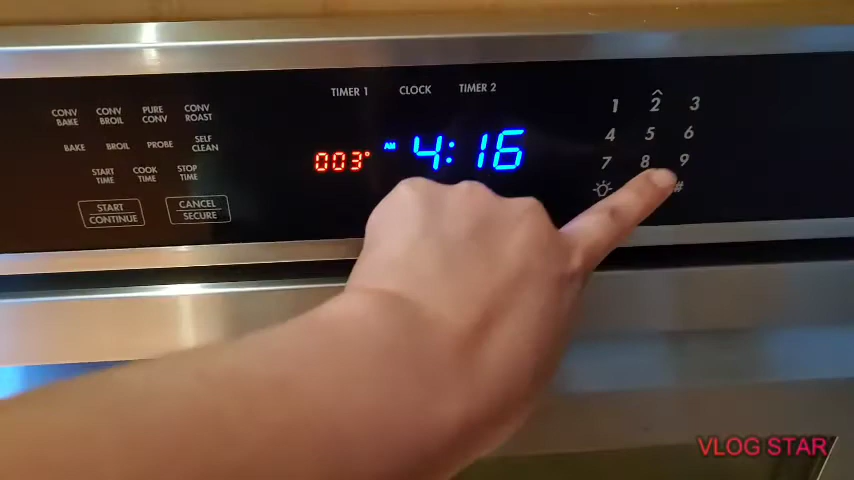 TIMER 1 CLOCK TIMER 2
CONV BAKE
CONV BROIL
PURE CONV
CONV ROAST
BAKE
BROIL
PROBE
SELF CLEAN
START TIME
COOK TIME
STOP TIME
START CONTINUE
CANCEL SECURE
003°
AM 4:16
1 2 3
4 5 6
7 8 9
#
VLOG STAR